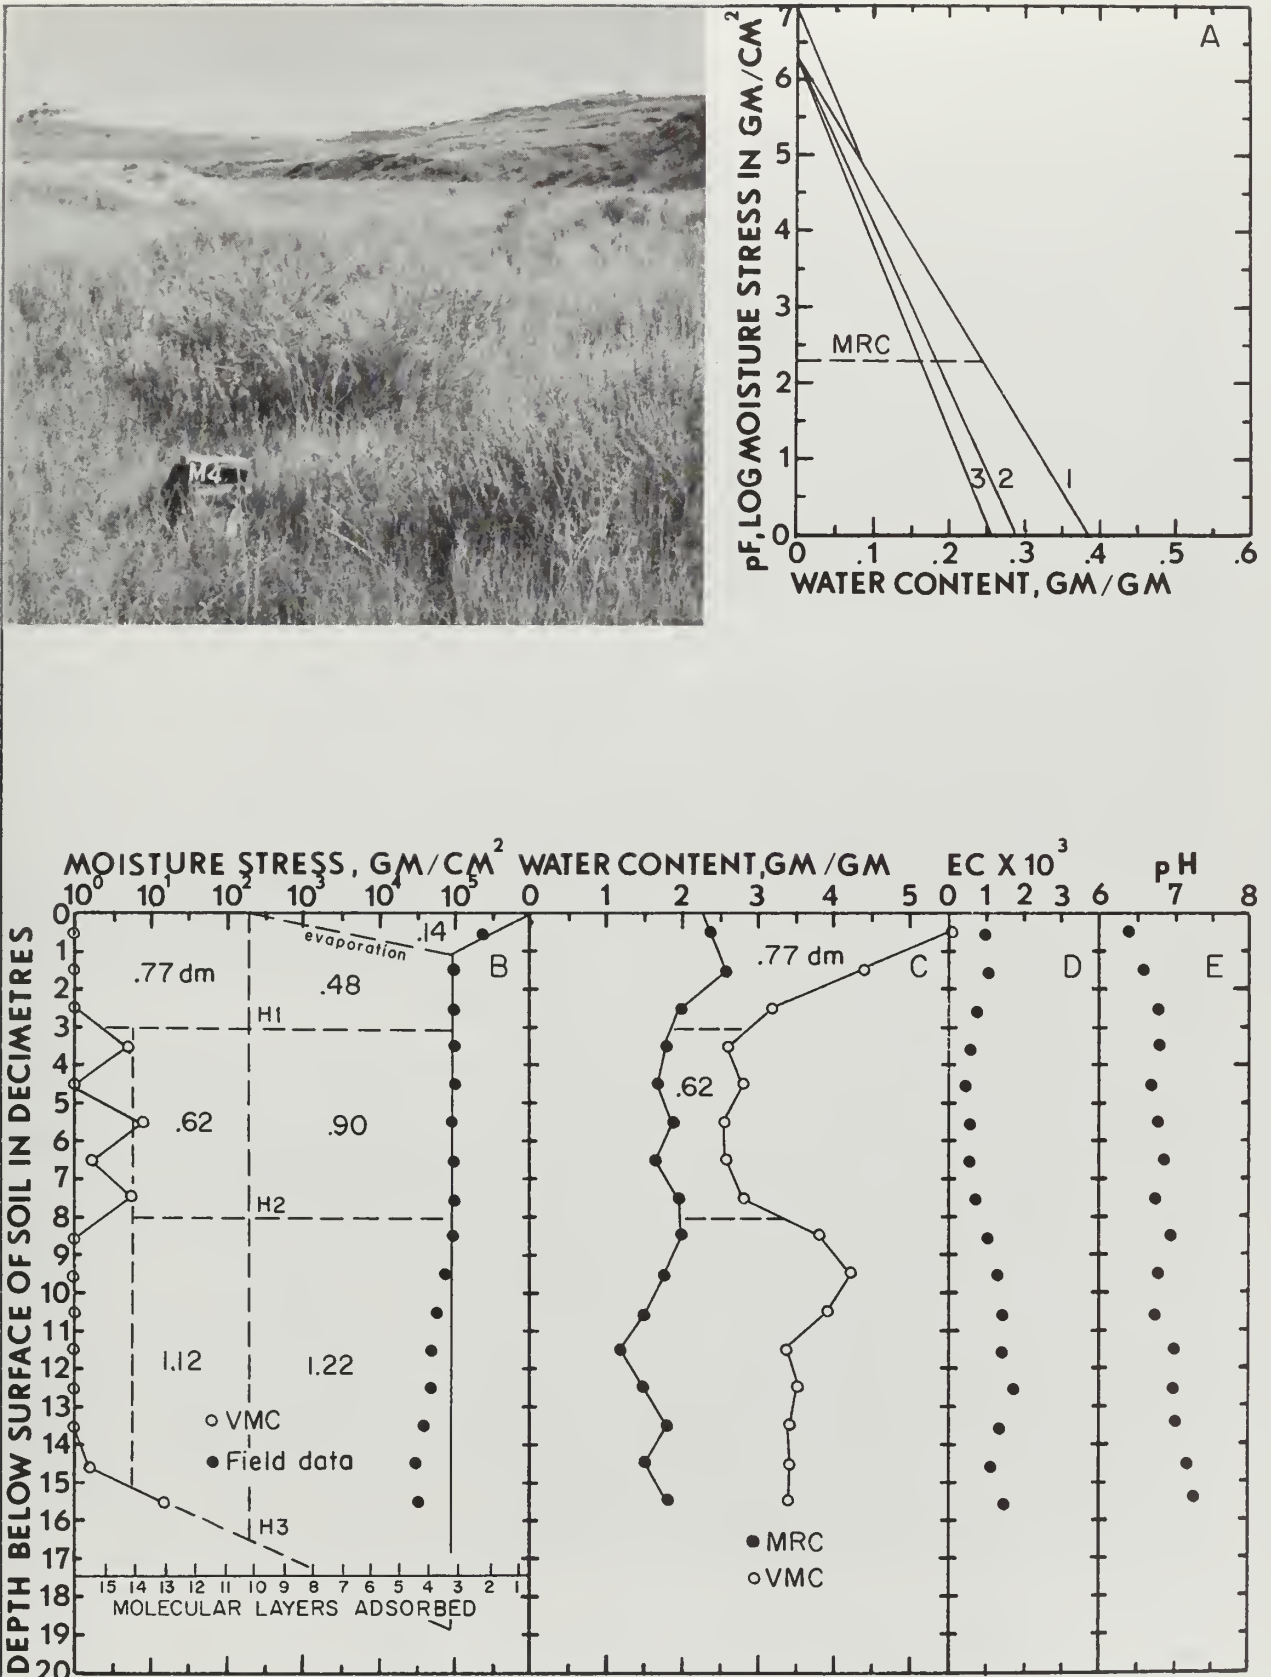 M4
A
pF, LOG MOISTURE STRESS IN GM/CM²
7
6
5
4
3
2
1
0
MRC
3 2 1
0 .1 .2 .3 .4 .5 .6
WATER CONTENT, GM/GM
MOISTURE STRESS, GM/CM² WATER CONTENT,GM/GM EC X 10³ pH
10⁰ 10¹ 10² 10³ 10⁴ 10⁵ 0 2 3 4 5 0 1 2 3 6 7 8
DEPTH BELOW SURFACE OF SOIL IN DECIMETRES
0
1
2
3
4
5
6
7
8
9
10
11
12
13
14
15
16
17
18
19
20
evaporation .14
B C D E
.77 dm .48 .77 dm
H1
.62 .90 .62
H2
1.12 1.22
VMC
Field data
H3
MRC
VMC
15 14 13 12 11 10 9 8 7 6 5 4 3 2 1
MOLECULAR LAYERS ADSORBED